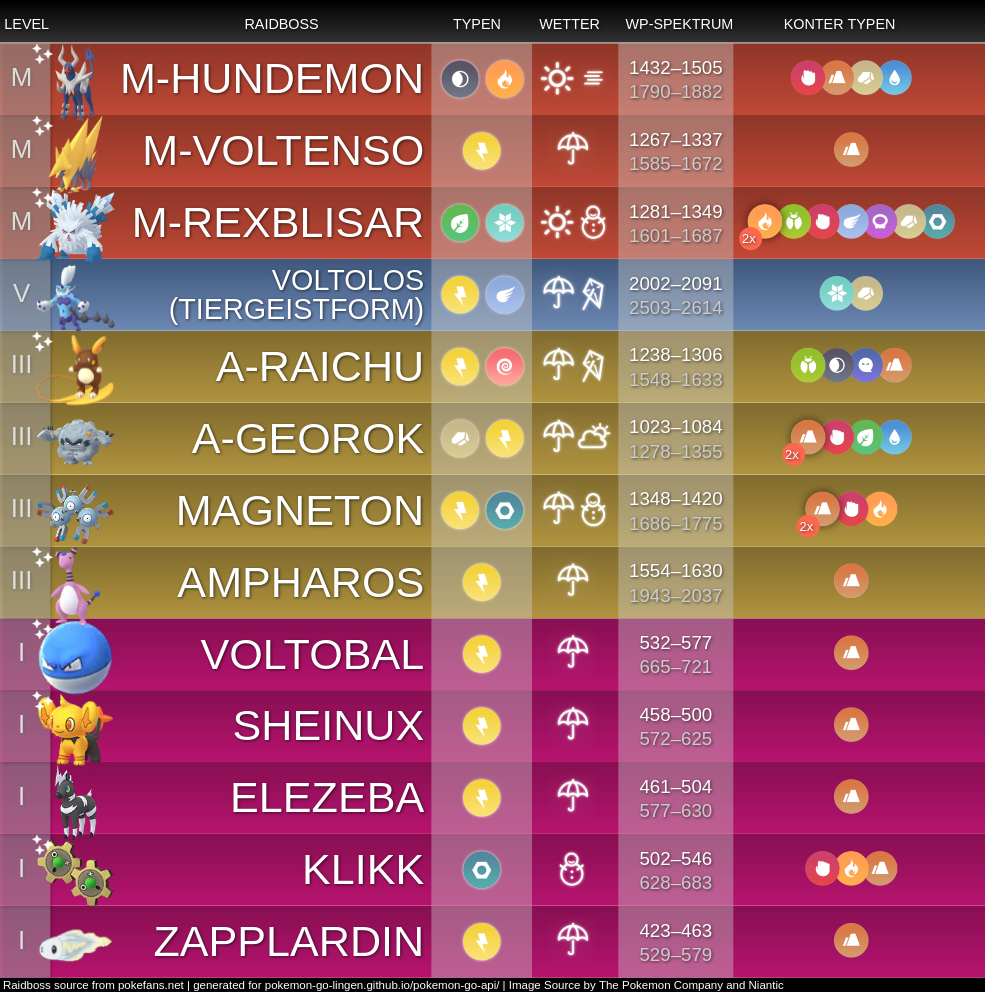 LEVEL RAIDBOSS TYPEN WETTER WP-SPEKTRUM KONTER TYPEN
M M-HUNDEMON 1432–1505
1790–1882
M M-VOLTENSO 1267–1337
1585–1672
M M-REXBLISAR 1281–1349
1601–1687 2x
V VOLTOLOS 2002–2091
(TIERGEISTFORM) 2503–2614
III A-RAICHU 1238–1306
1548–1633
III A-GEOROK 1023–1084
1278–1355 2x
III MAGNETON 1348–1420
1686–1775 2x
III AMPHAROS 1554–1630
1943–2037
I VOLTOBAL 532–577
665–721
I SHEINUX 458–500
572–625
I ELEZEBA 461–504
577–630
I KLIKK 502–546
628–683
I ZAPPLARDIN 423–463
529–579
Raidboss source from pokefans.net | generated for pokemon-go-lingen.github.io/pokemon-go-api/ | Image Source by The Pokemon Company and Niantic